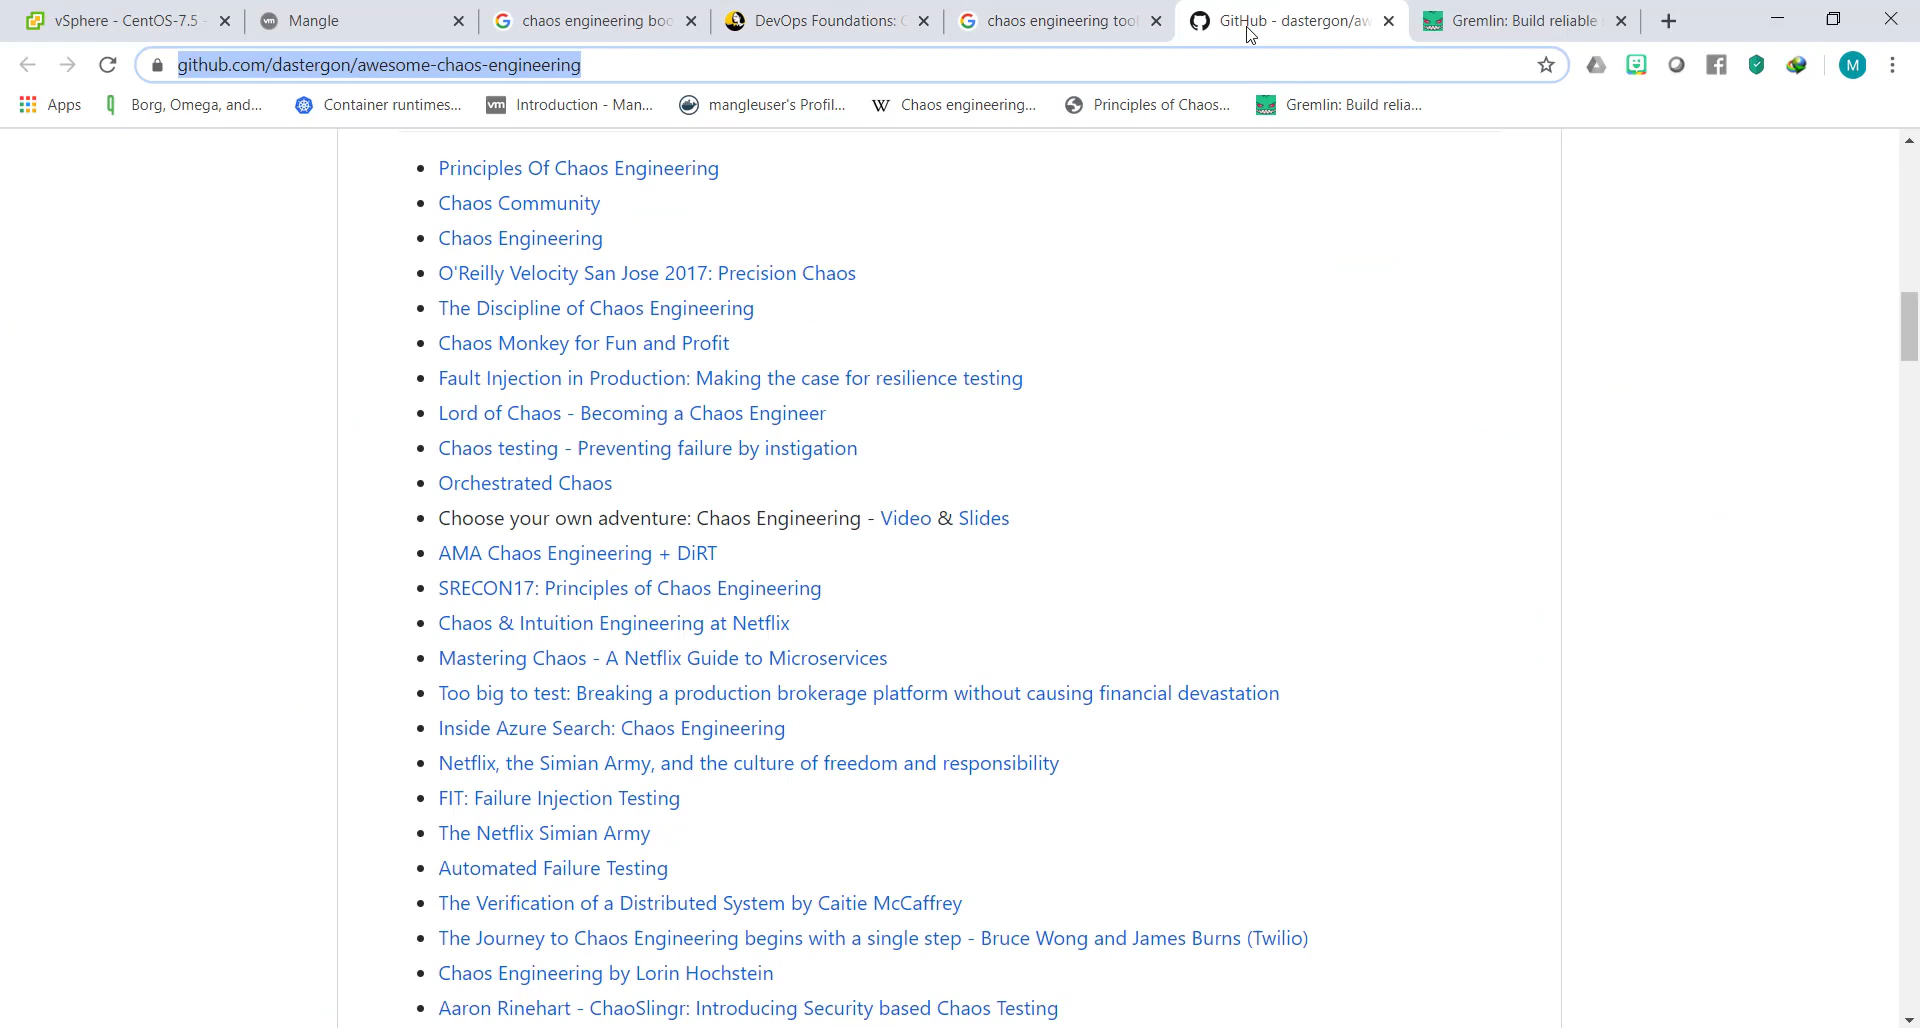 vSphere - CentOS-7.5 -
Mangle
chaos engineering boo
DevOps Foundations: C
chaos engineering tool
GitHub - dastergon/aw
Gremlin: Build reliable
github.com/dastergon/awesome-chaos-engineering
M
Apps
Borg, Omega, and...
Container runtimes...
vm
Introduction - Man...
mangleuser's Profil...
W
Chaos engineering...
Principles of Chaos...
Gremlin: Build relia...
• Principles Of Chaos Engineering
• Chaos Community
• Chaos Engineering
• O'Reilly Velocity San Jose 2017: Precision Chaos
• The Discipline of Chaos Engineering
• Chaos Monkey for Fun and Profit
• Fault Injection in Production: Making the case for resilience testing
• Lord of Chaos - Becoming a Chaos Engineer
• Chaos testing - Preventing failure by instigation
• Orchestrated Chaos
• Choose your own adventure: Chaos Engineering - Video & Slides
• AMA Chaos Engineering + DiRT
• SRECON17: Principles of Chaos Engineering
• Chaos & Intuition Engineering at Netflix
• Mastering Chaos - A Netflix Guide to Microservices
• Too big to test: Breaking a production brokerage platform without causing financial devastation
• Inside Azure Search: Chaos Engineering
• Netflix, the Simian Army, and the culture of freedom and responsibility
• FIT: Failure Injection Testing
• The Netflix Simian Army
• Automated Failure Testing
• The Verification of a Distributed System by Caitie McCaffrey
• The Journey to Chaos Engineering begins with a single step - Bruce Wong and James Burns (Twilio)
• Chaos Engineering by Lorin Hochstein
• Aaron Rinehart - ChaoSlingr: Introducing Security based Chaos Testing